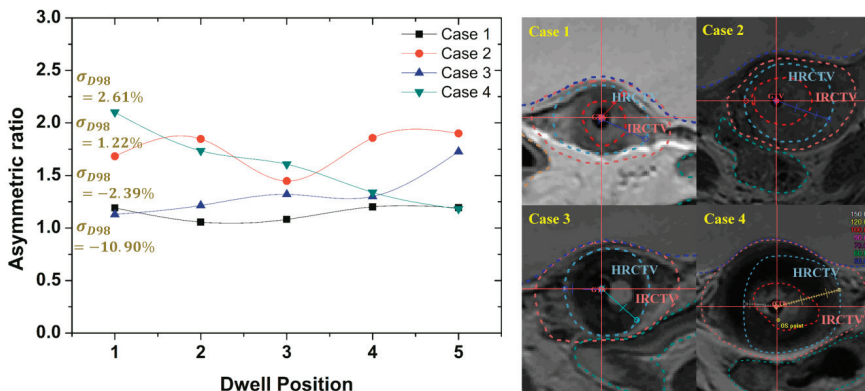 3.0
2.5
2.0
1.5
1.0
0.5
0.0
Asymmetric ratio
1
2
3
4
5
Dwell Position
Case 1
Case 2
Case 3
Case 4
σD98
= 2.61%
σD98
= 1.22%
σD98
= −2.39%
σD98
= −10.90%
Case 1
HRCTV
IRCTV
Case 2
HRCTV
IRCTV
Case 3
HRCTV
IRCTV
Case 4
HRCTV
IRCTV